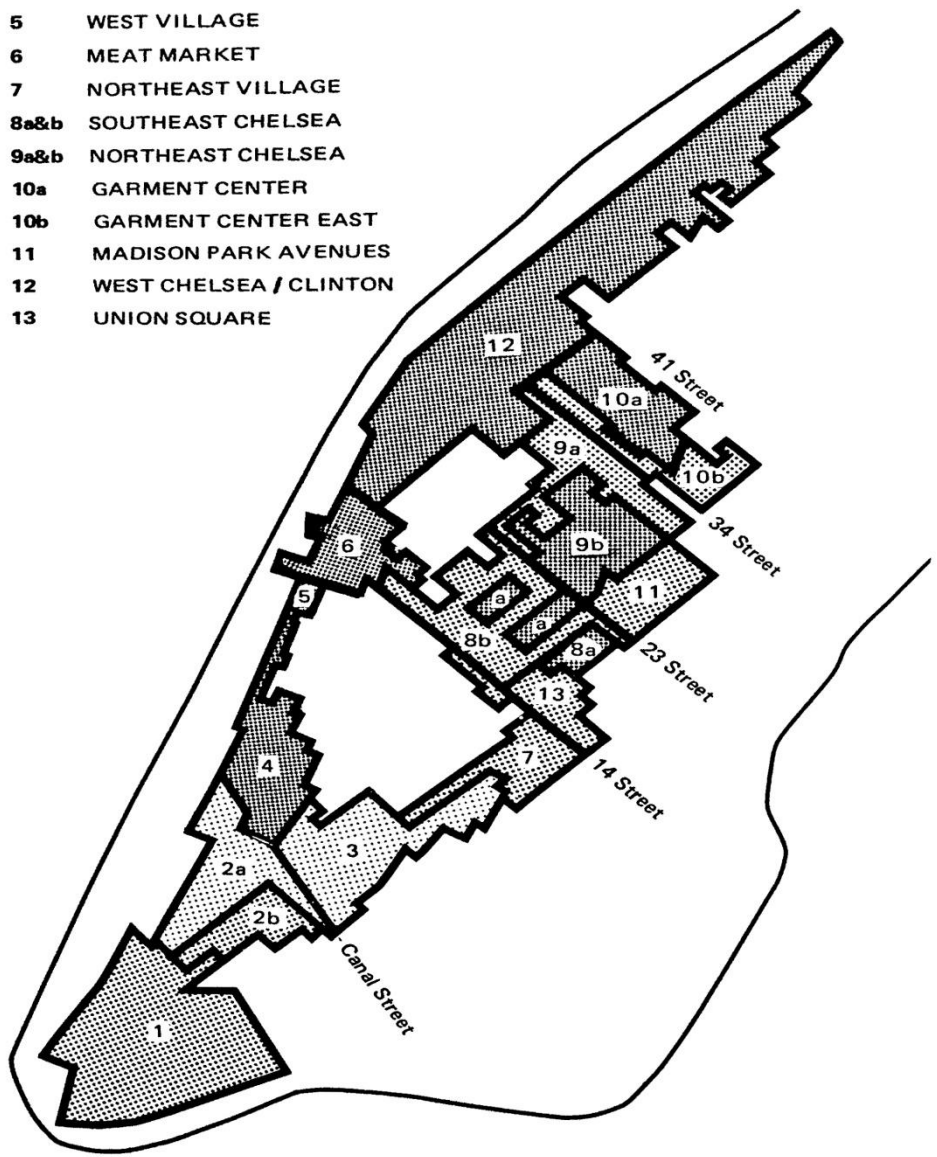 5 WEST VILLAGE
6 MEAT MARKET
7 NORTHEAST VILLAGE
8a&b SOUTHEAST CHELSEA
9a&b NORTHEAST CHELSEA
10a GARMENT CENTER
10b GARMENT CENTER EAST
11 MADISON PARK AVENUES
12 WEST CHELSEA / CLINTON
13 UNION SQUARE
12
41 Street
10a
9a
10b
34 Street
6
9b
11
5
a
a
8b
8a
23 Street
13
4
7
14 Street
3
2a
2b
Canal Street
1